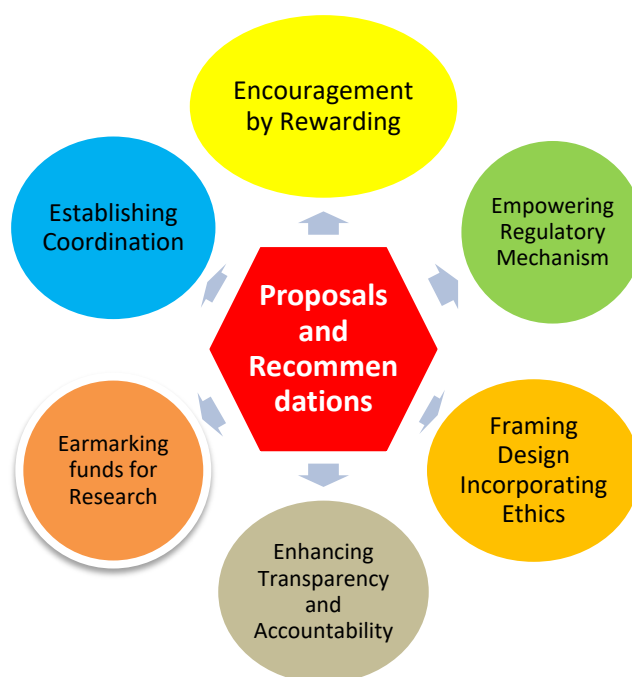 Encouragement
by Rewarding
Establishing
Coordination
Empowering
Regulatory
Mechanism
Proposals
and
Recommen
dations
Earmarking
funds for
Research
Framing
Design
Incorporating
Ethics
Enhancing
Transparency
and
Accountability